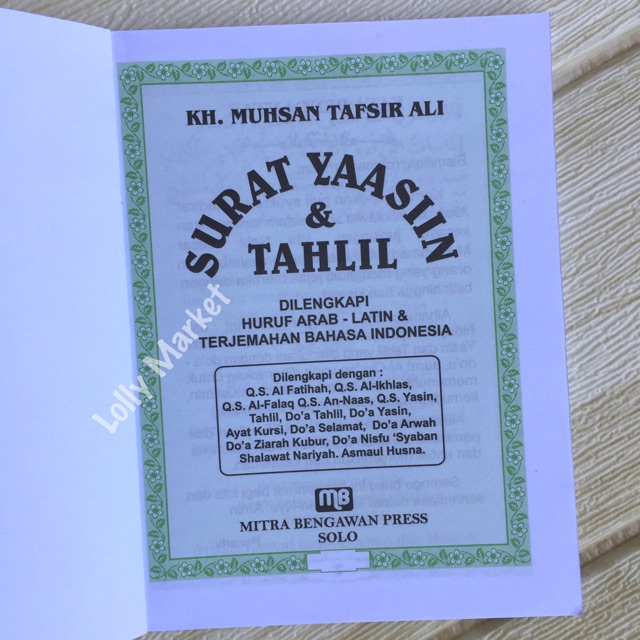 KH. MUHSAN TAFSIR ALI
SURAT YAASIIN
&
TAHLIL
DILENGKAPI
HURUF ARAB - LATIN &
TERJEMAHAN BAHASA INDONESIA
Dilengkapi dengan :
Q.S. Al Fatihah, Q.S. Al-Ikhlas,
Q.S. Al-Falaq Q.S. An-Naas, Q.S. Yasin,
Tahlil, Do'a Tahlil, Do'a Yasin,
Ayat Kursi, Do'a Selamat, Do'a Arwah
Do'a Ziarah Kubur, Do'a Nisfu ‘Syaban
Shalawat Nariyah. Asmaul Husna.
MB
MITRA BENGAWAN PRESS
SOLO
Lolly Market